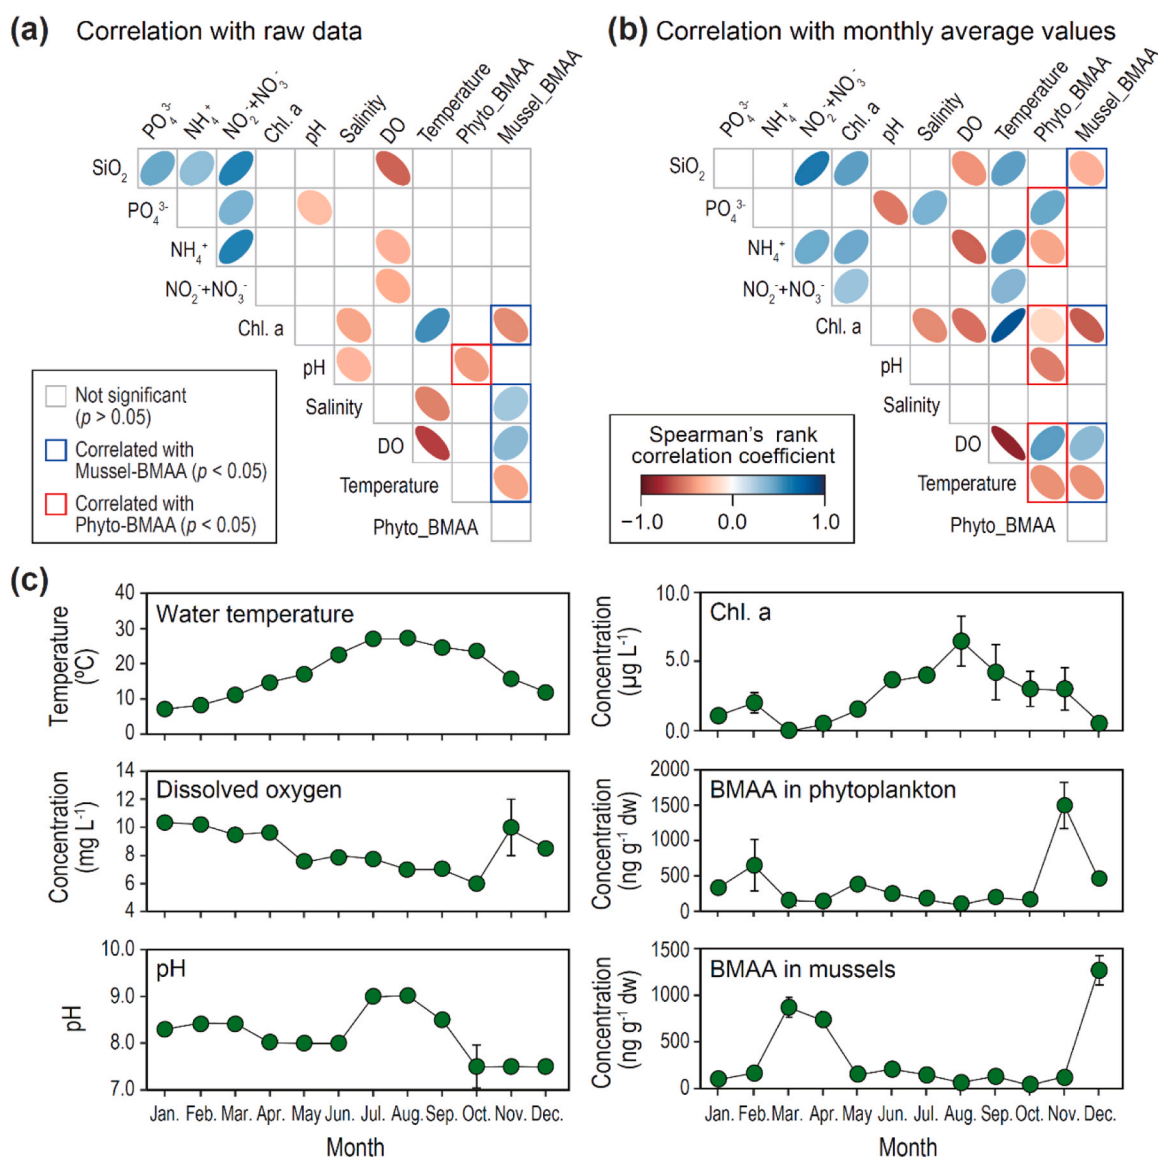 (a) Correlation with raw data
PO₄³⁻
NH₄⁺
NO₂⁻+NO₃⁻
Chl. a
pH
Salinity
DO
Temperature
Phyto_BMAA
Mussel_BMAA
SiO₂
PO₄³⁻
NH₄⁺
NO₂⁻+NO₃⁻
Chl. a
pH
Salinity
DO
Temperature
Phyto_BMAA
Not significant
(p > 0.05)
Correlated with
Mussel-BMAA (p < 0.05)
Correlated with
Phyto-BMAA (p < 0.05)
(b) Correlation with monthly average values
PO₄³⁻
NH₄⁺
NO₂⁻+NO₃⁻
Chl. a
pH
Salinity
DO
Temperature
Phyto_BMAA
Mussel_BMAA
SiO₂
PO₄³⁻
NH₄⁺
NO₂⁻+NO₃⁻
Chl. a
pH
Salinity
DO
Temperature
Phyto_BMAA
Spearman's rank
correlation coefficient
−1.0 0.0 1.0
(c)
Water temperature
Temperature
(ºC)
40
30
20
10
0
Chl. a
Concentration
(µg L⁻¹)
10.0
5.0
0.0
Dissolved oxygen
Concentration
(mg L⁻¹)
14
12
10
8
6
4
BMAA in phytoplankton
Concentration
(ng g⁻¹ dw)
2000
1500
1000
500
0
pH
pH
10.0
9.0
8.0
7.0
Jan. Feb. Mar. Apr. May Jun. Jul. Aug. Sep. Oct. Nov. Dec.
Month
BMAA in mussels
Concentration
(ng g⁻¹ dw)
1500
1000
500
0
Jan. Feb. Mar. Apr. May Jun. Jul. Aug. Sep. Oct. Nov. Dec.
Month